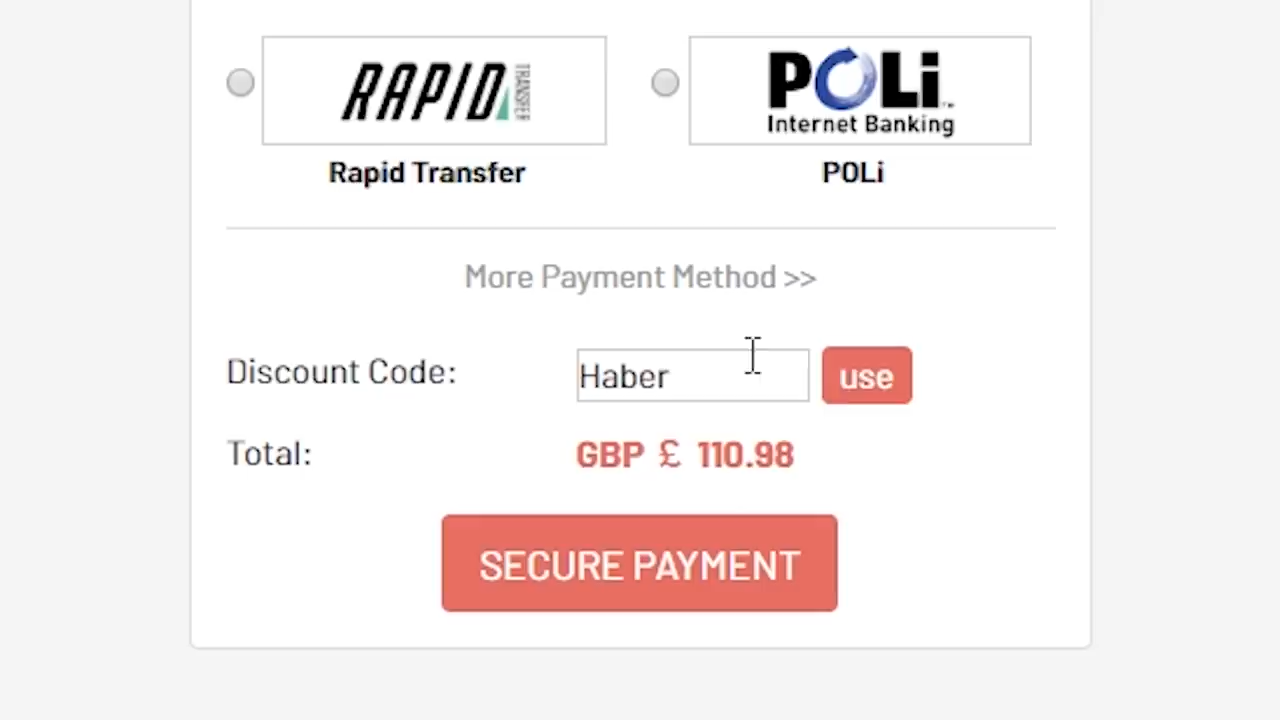 RAPID TRANSFER
POLi™
Internet Banking
Rapid Transfer
POLi
More Payment Method >>
Discount Code:
Haber
use
Total:
GBP £ 110.98
SECURE PAYMENT